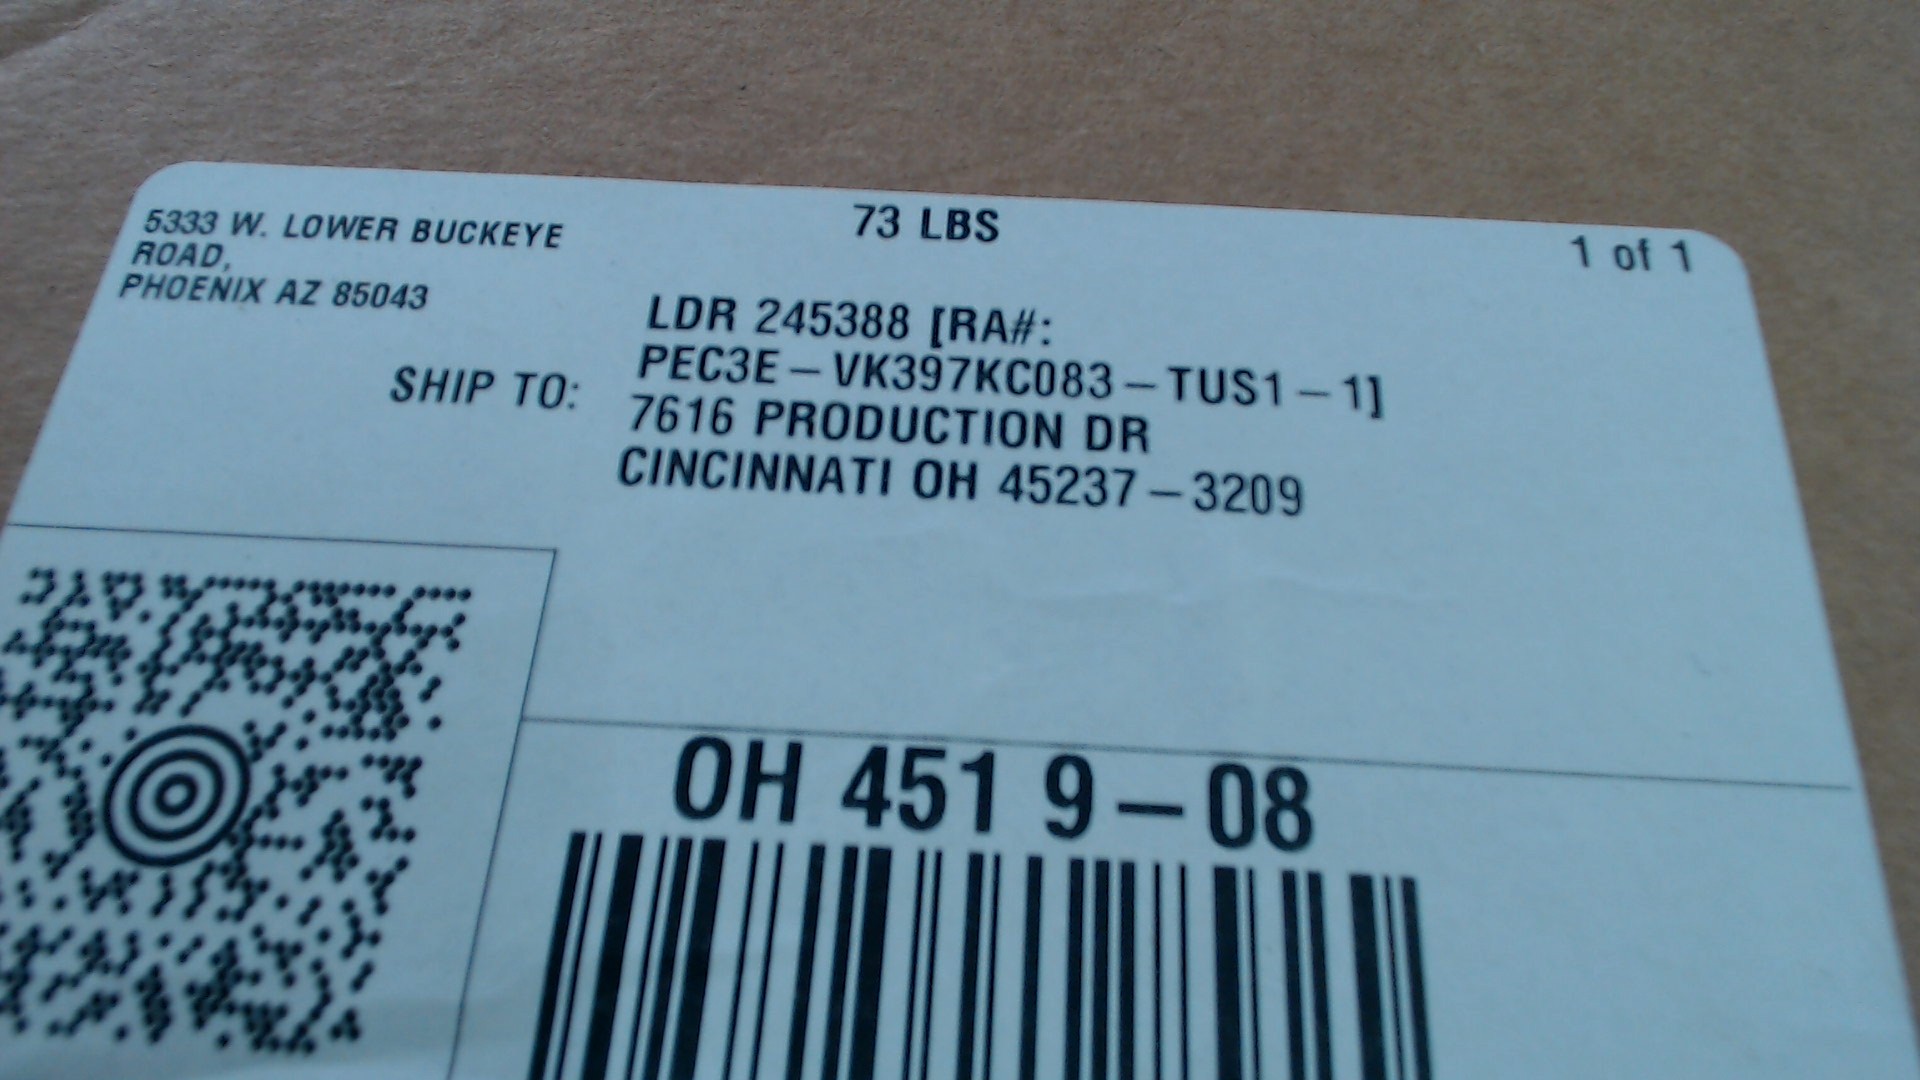 5333 W. LOWER BUCKEYE
ROAD,
PHOENIX AZ 85043
73 LBS
1 of 1
SHIP TO:
LDR 245388 [RA#:
PEC3E-VK397KC083-TUS1-1]
7616 PRODUCTION DR
CINCINNATI OH 45237-3209
OH 451 9-08